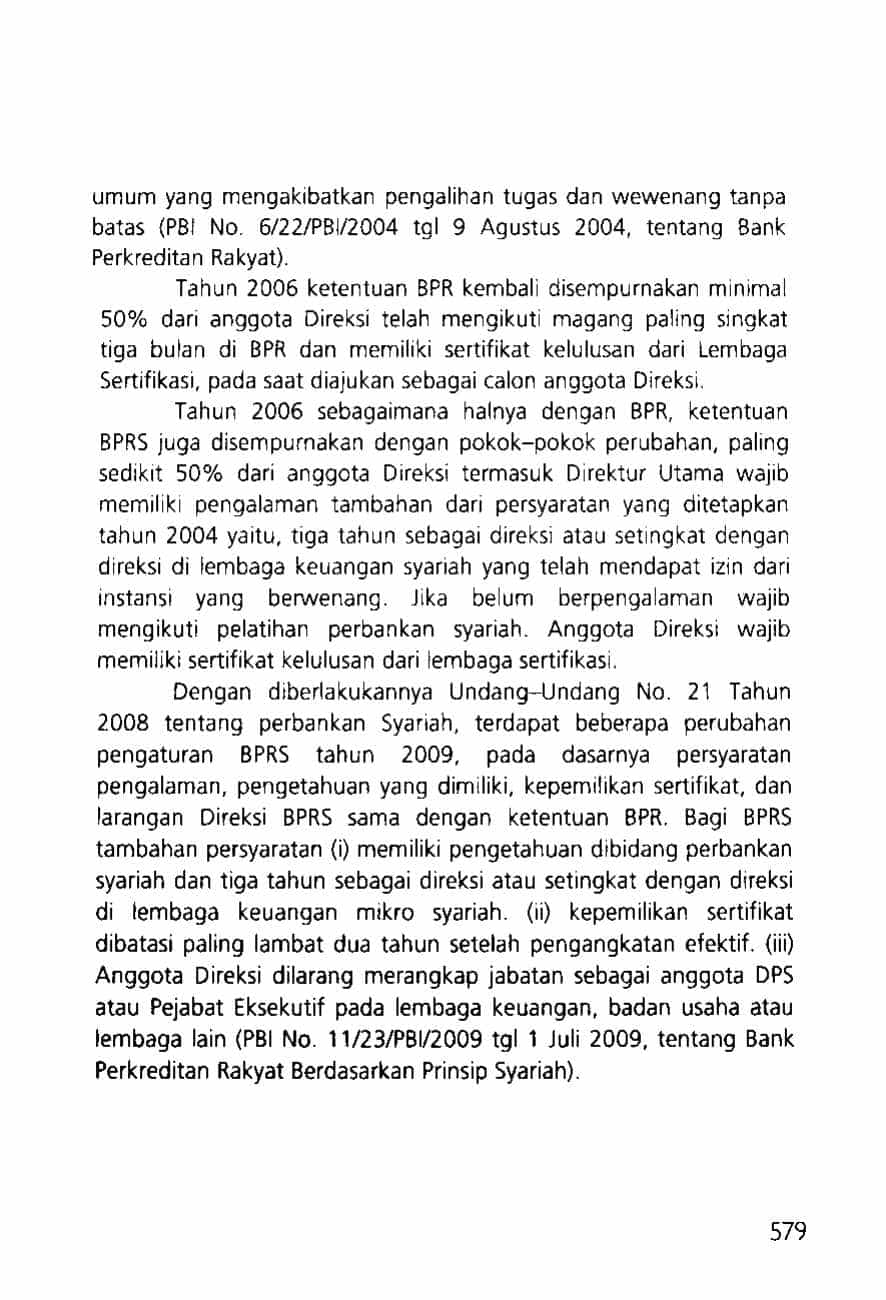 umum yang mengakibatkan pengalihan tugas dan wewenang tanpa
batas (PBI No. 6/22/PBI/2004 tgl 9 Agustus 2004, tentang Bank
Perkreditan Rakyat).
Tahun 2006 ketentuan BPR kembali disempurnakan minimal
50% dari anggota Direksi telah mengikuti magang paling singkat
tiga bulan di BPR dan memiliki sertifikat kelulusan dari Lembaga
Sertifikasi, pada saat diajukan sebagai calon anggota Direksi.
Tahun 2006 sebagaimana halnya dengan BPR, ketentuan
BPRS juga disempurnakan dengan pokok–pokok perubahan, paling
sedikit 50% dari anggota Direksi termasuk Direktur Utama wajib
memiliki pengalaman tambahan dari persyaratan yang ditetapkan
tahun 2004 yaitu, tiga tahun sebagai direksi atau setingkat dengan
direksi di lembaga keuangan syariah yang telah mendapat izin dari
instansi yang berwenang. Jika belum berpengalaman wajib
mengikuti pelatihan perbankan syariah. Anggota Direksi wajib
memiliki sertifikat kelulusan dari lembaga sertifikasi.
Dengan diberlakukannya Undang–Undang No. 21 Tahun
2008 tentang perbankan Syariah, terdapat beberapa perubahan
pengaturan BPRS tahun 2009, pada dasarnya persyaratan
pengalaman, pengetahuan yang dimiliki, kepemilikan sertifikat, dan
larangan Direksi BPRS sama dengan ketentuan BPR. Bagi BPRS
tambahan persyaratan (i) memiliki pengetahuan dibidang perbankan
syariah dan tiga tahun sebagai direksi atau setingkat dengan direksi
di lembaga keuangan mikro syariah. (ii) kepemilikan sertifikat
dibatasi paling lambat dua tahun setelah pengangkatan efektif. (iii)
Anggota Direksi dilarang merangkap jabatan sebagai anggota DPS
atau Pejabat Eksekutif pada lembaga keuangan, badan usaha atau
lembaga lain (PBI No. 11/23/PBI/2009 tgl 1 Juli 2009, tentang Bank
Perkreditan Rakyat Berdasarkan Prinsip Syariah).
579